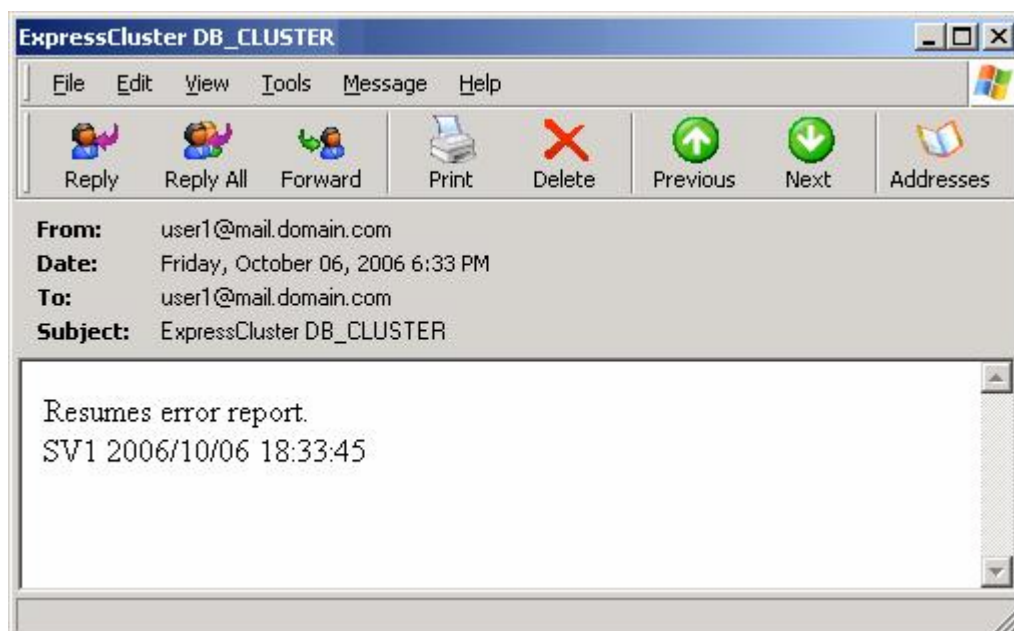 ExpressCluster DB_CLUSTER
File Edit View Tools Message Help
Reply Reply All Forward Print Delete Previous Next Addresses
From: user1@mail.domain.com
Date: Friday, October 06, 2006 6:33 PM
To: user1@mail.domain.com
Subject: ExpressCluster DB_CLUSTER
Resumes error report.
SV1 2006/10/06 18:33:45